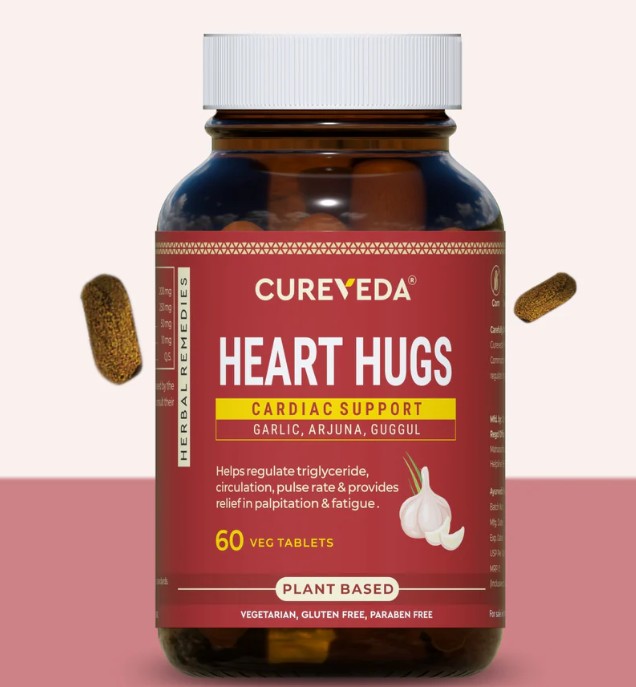 CUREVEDA®
HEART HUGS
CARDIAC SUPPORT
GARLIC, ARJUNA, GUGGUL
HERBAL REMEDIES
Helps regulate triglyceride,
circulation, pulse rate & provides
relief in palpitation & fatigue.
60 VEG TABLETS
PLANT BASED
VEGETARIAN, GLUTEN FREE, PARABEN FREE